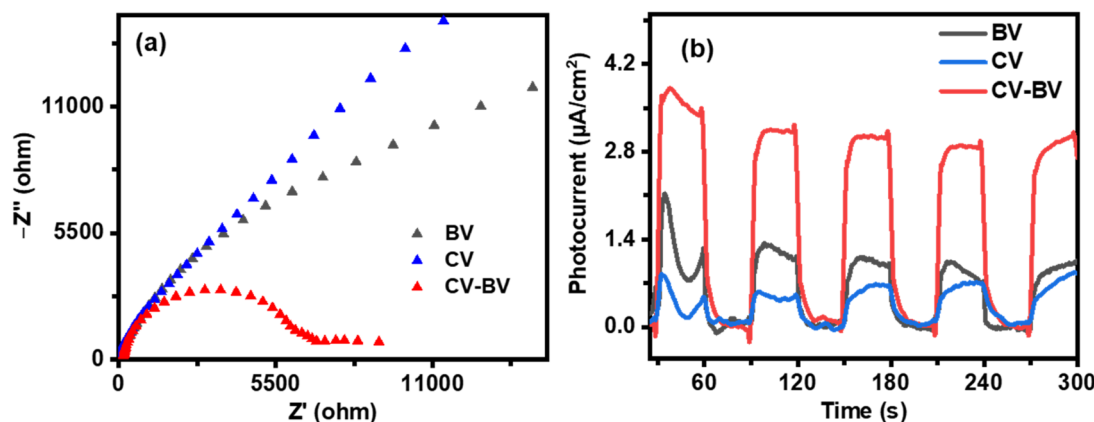 (a)
11000
5500
0
−Z'' (ohm)
BV
CV
CV-BV
0
5500
11000
Z' (ohm)
(b)
BV
CV
CV-BV
4.2
2.8
1.4
0.0
Photocurrent (μA/cm²)
60
120
180
240
300
Time (s)